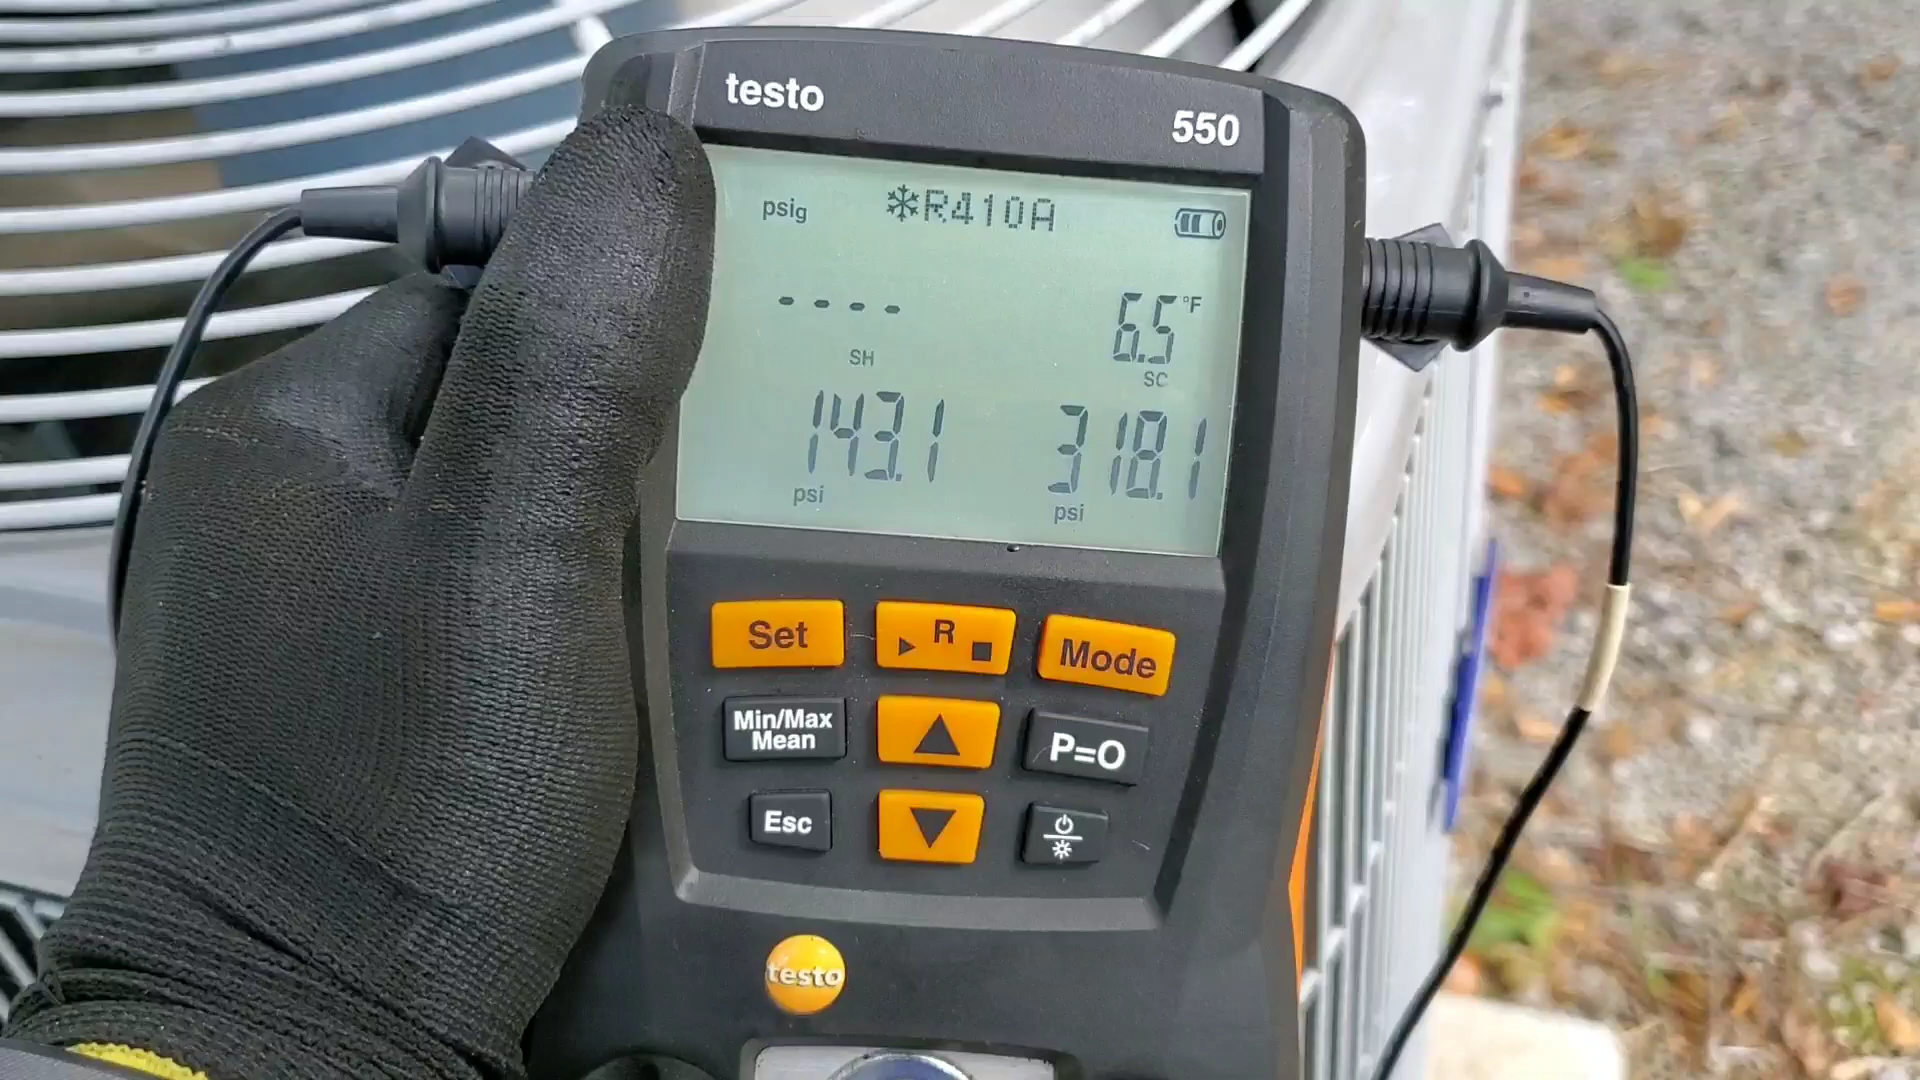 testo
550
psig ❄R410A
---- 6.5 °F
SH SC
143.1 318.1
psi psi
Set R Mode
Min/Max
Mean
P=O
Esc
testo